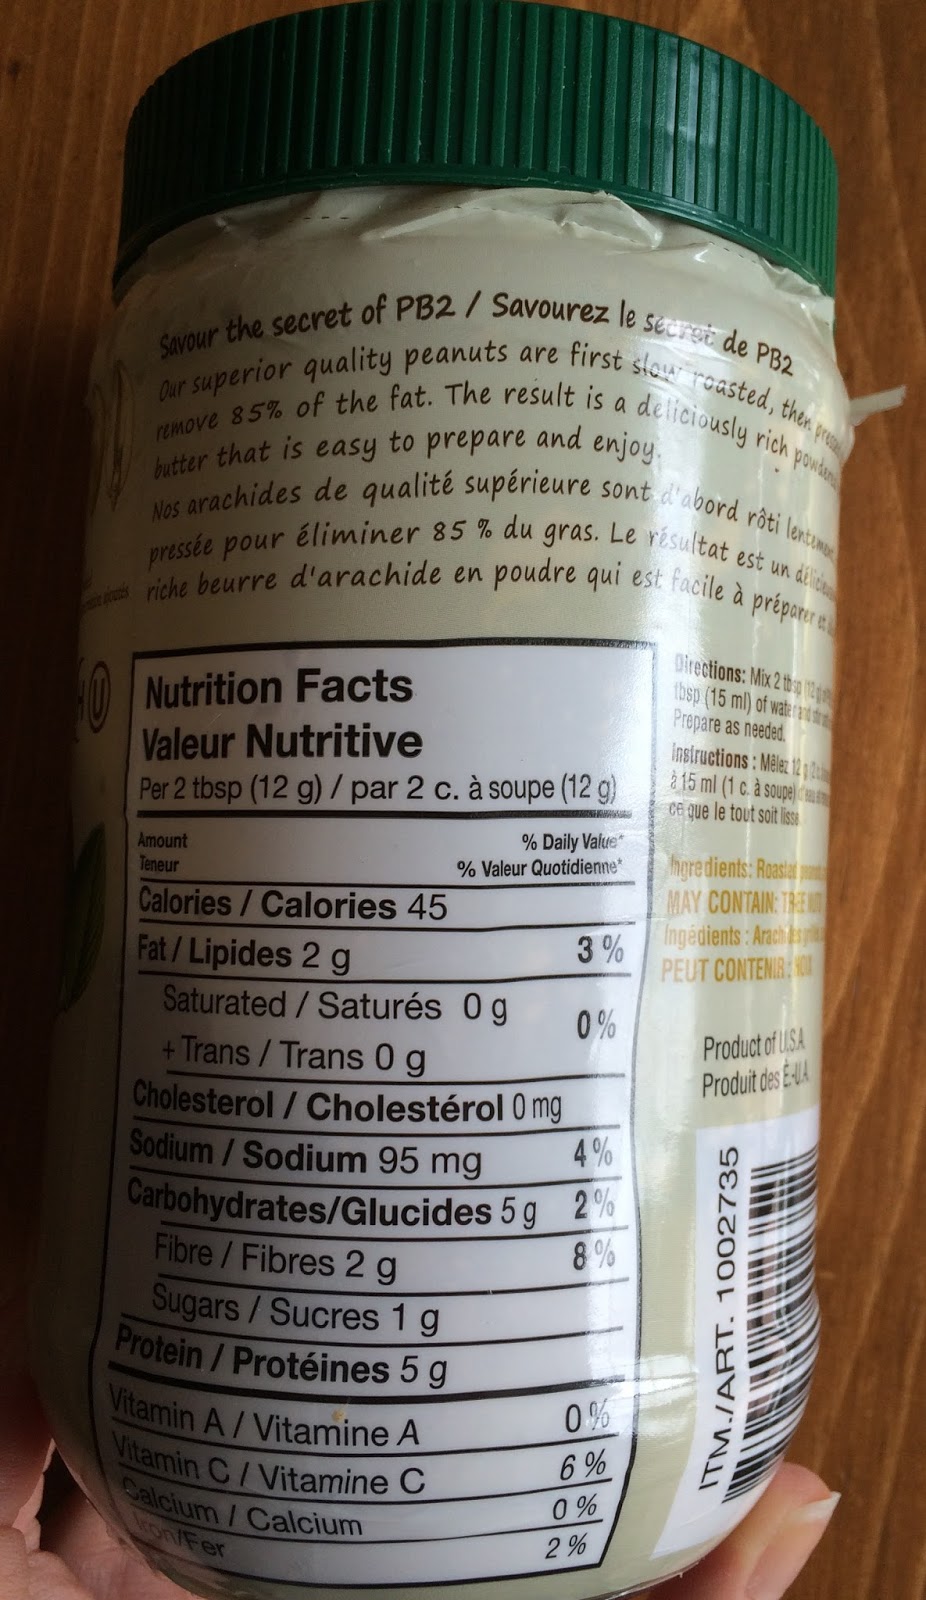 Savour the secret of PB2 / Savourez le secret de PB2
Our superior quality peanuts are first slow roasted, then
remove 85% of the fat. The result is a deliciously rich
butter that is easy to prepare and enjoy.
Nos arachides de qualité supérieure sont d'abord rôti
pressée pour éliminer 85 % du gras. Le résultat est un
riche beurre d'arachide en poudre qui est facile à préparer et
U
Nutrition Facts
Valeur Nutritive
Per 2 tbsp (12 g) / par 2 c. à soupe (12 g)
Amount
Teneur
% Daily Value*
% Valeur Quotidienne*
Calories / Calories 45
Fat / Lipides 2 g 3 %
Saturated / Saturés 0 g
+ Trans / Trans 0 g
0 %
Cholesterol / Cholestérol 0 mg
Sodium / Sodium 95 mg 4 %
Carbohydrates/Glucides 5 g 2 %
Fibre / Fibres 2 g 8 %
Sugars / Sucres 1 g
Protein / Protéines 5 g
Vitamin A / Vitamine A 0 %
Vitamin C / Vitamine C 6 %
Calcium / Calcium 0 %
Iron/Fer 2 %
Directions: Mix 2 tbsp
tbsp (15 ml) of water and
Prepare as needed.
Instructions : Mêlez
à 15 ml (1 c. à soupe)
ce que le tout soit lisse
Ingredients: Roasted
MAY CONTAIN: TREE
Ingédients :
PEUT CONTENIR :
Product of U.S.A.
Produit des É.-U.A.
ITM./ART. 1002735